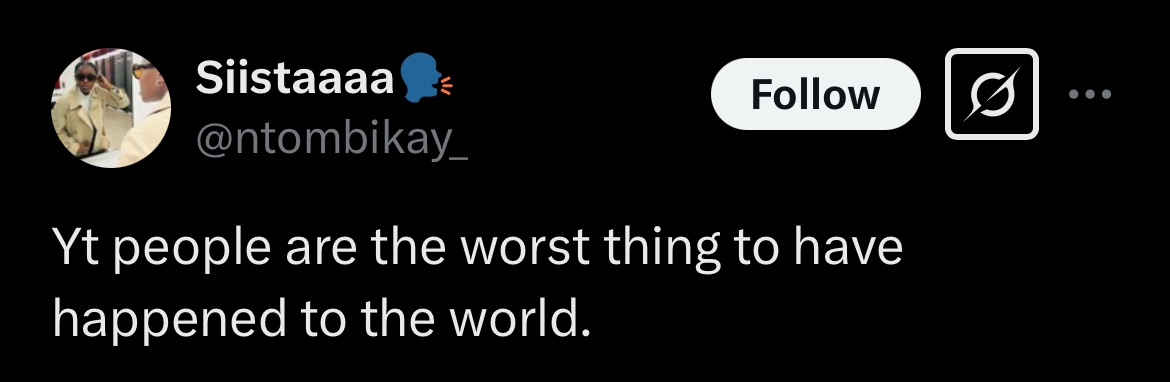 Siistaaaa🗣️
Follow
@ntombikay_
Yt people are the worst thing to have
happened to the world.